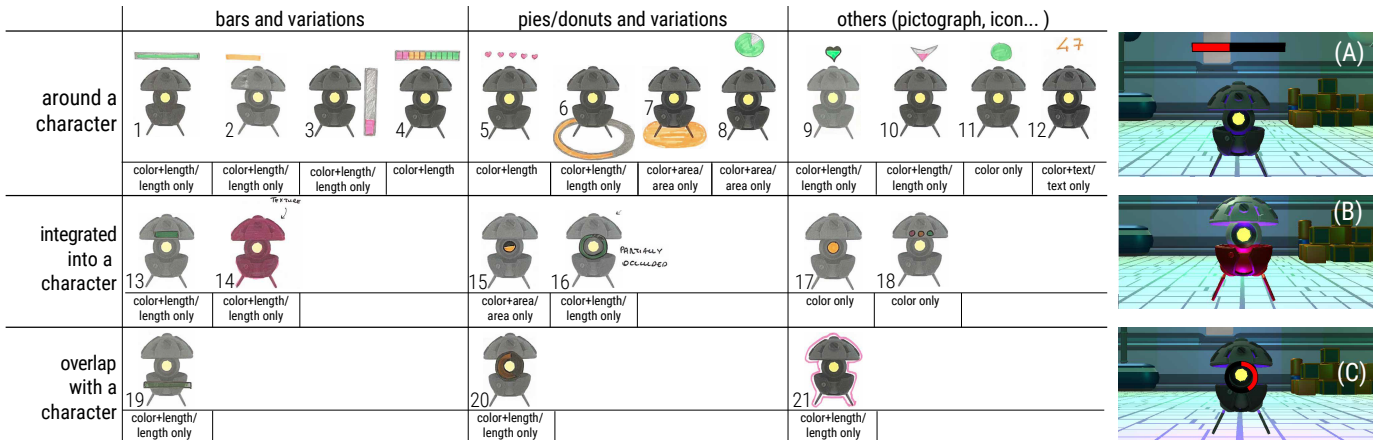 bars and variations
pies/donuts and variations
others (pictograph, icon... )
around a
character
1
2
3
4
5
6
7
8
9
10
11
47
12
color+length/
length only
color+length/
length only
color+length/
length only
color+length
color+length
color+length/
length only
color+area/
area only
color+area/
area only
color+length/
length only
color+length/
length only
color only
color+text/
text only
integrated
into a
character
13
TEXTURE
14
15
16
PARTIALLY
OCCLUDED
17
18
color+length/
length only
color+length/
length only
color+area/
area only
color+length/
length only
color only
color only
overlap
with a
character
19
20
21
color+length/
length only
color+length/
length only
color+length/
length only
(A)
(B)
(C)